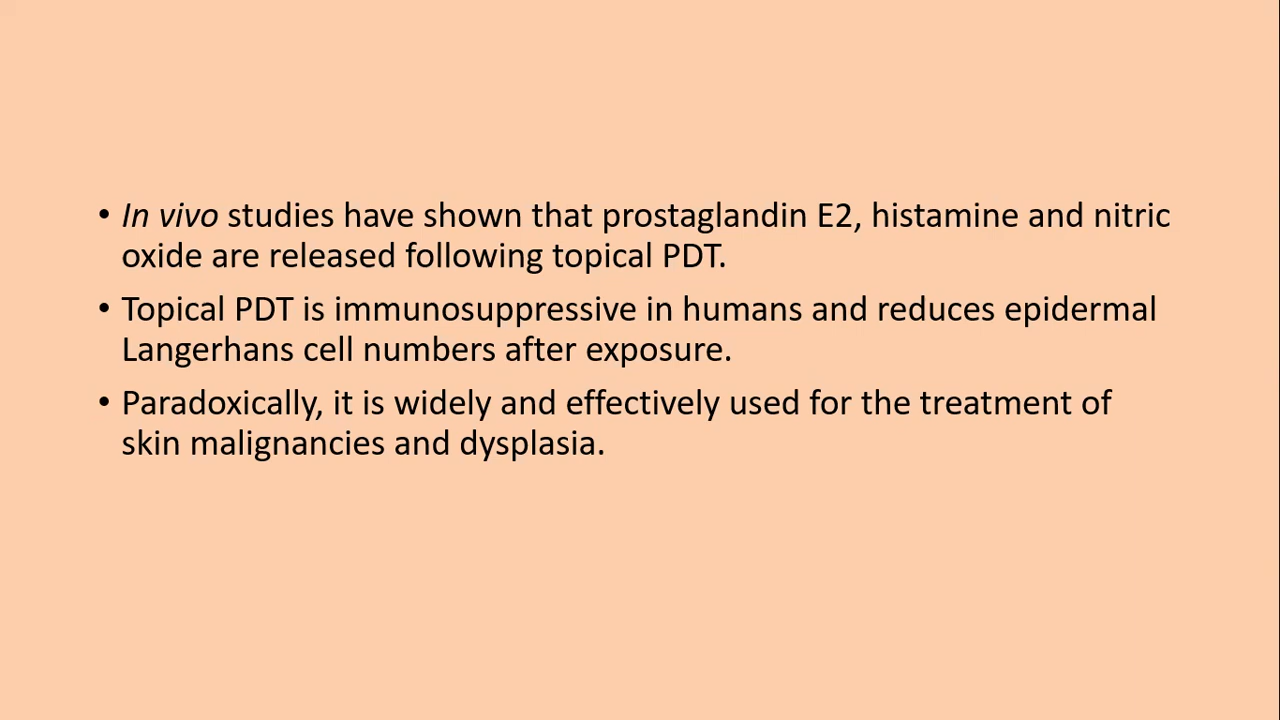 • In vivo studies have shown that prostaglandin E2, histamine and nitric
oxide are released following topical PDT.
• Topical PDT is immunosuppressive in humans and reduces epidermal
Langerhans cell numbers after exposure.
• Paradoxically, it is widely and effectively used for the treatment of
skin malignancies and dysplasia.